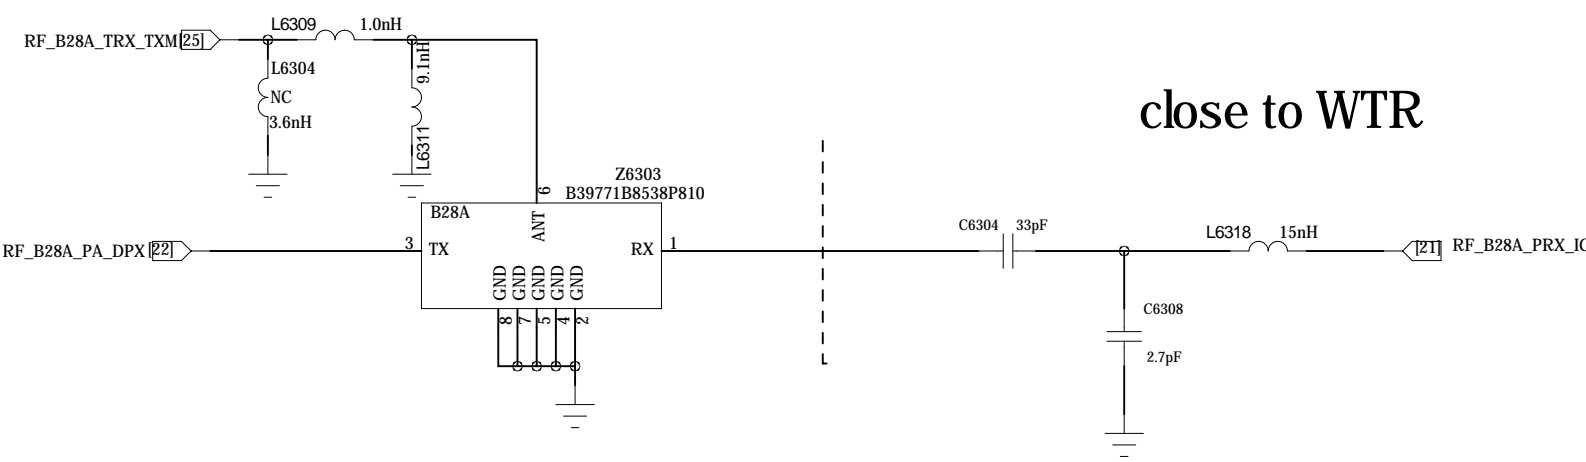 L6309
1.0nH
RF_B28A_TRX_TXM
[25]
L6304
NC
3.6nH
9.1nH
L6311
close to WTR
Z6303
B39771B8538P810
6
B28A
ANT
RF_B28A_PA_DPX
[22]
3
TX
RX
1
C6304
33pF
L6318
15nH
[21]
RF_B28A_PRX_IC
GND
GND
GND
GND
GND
8
7
5
4
2
C6308
2.7pF